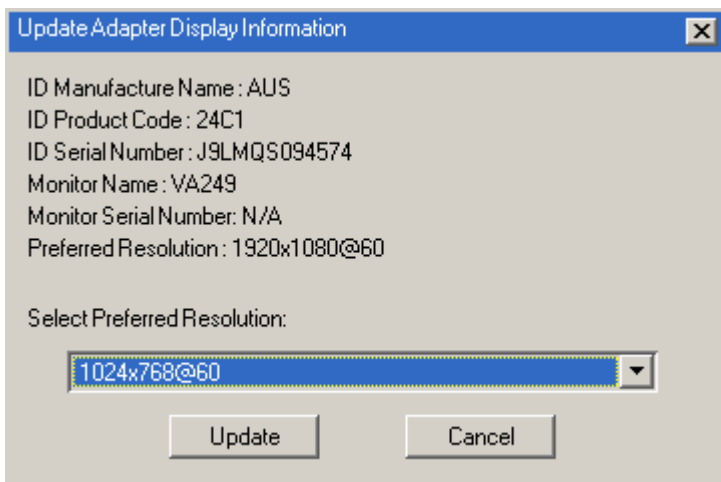 Update Adapter Display Information
ID Manufacture Name : AUS
ID Product Code : 24C1
ID Serial Number : J9LMQS094574
Monitor Name : VA249
Monitor Serial Number: N/A
Preferred Resolution : 1920x1080@60
Select Preferred Resolution:
1024x768@60
Update Cancel